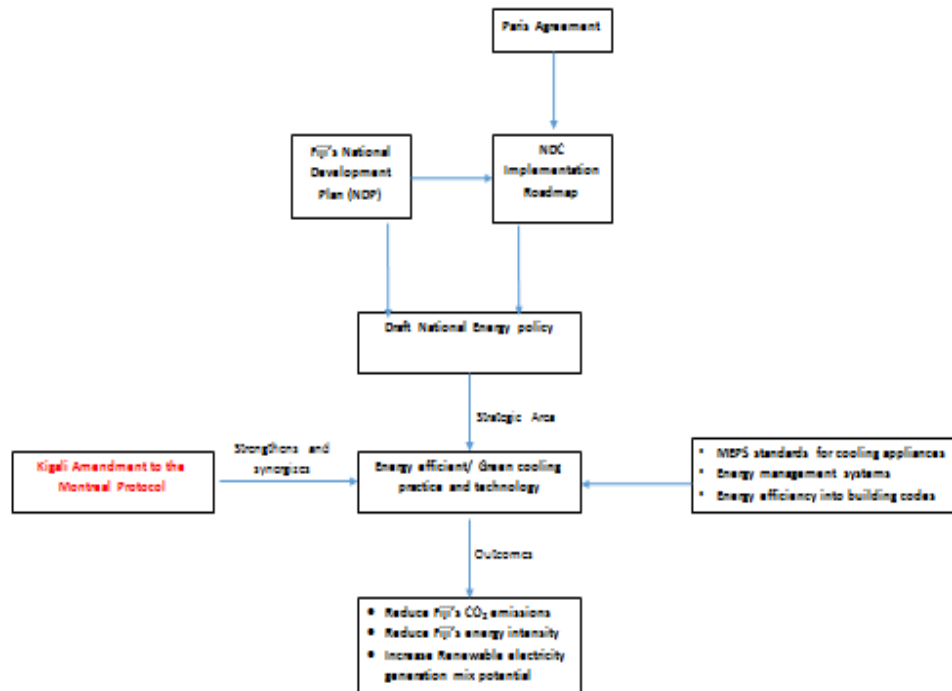 Paris Agreement
Fiji's National
Development
Plan (NDP)
NDC
Implementation
Roadmap
Draft National Energy policy
Strategic Area
Strengthens and
synergises
Kigali Amendment to the
Montreal Protocol
Energy efficient/ Green cooling
practice and technology
▪ MEPS standards for cooling appliances
▪ Energy management systems
▪ Energy efficiency into building codes
Outcomes
● Reduce Fiji's CO₂ emissions
● Reduce Fiji's energy intensity
● Increase Renewable electricity
generation mix potential